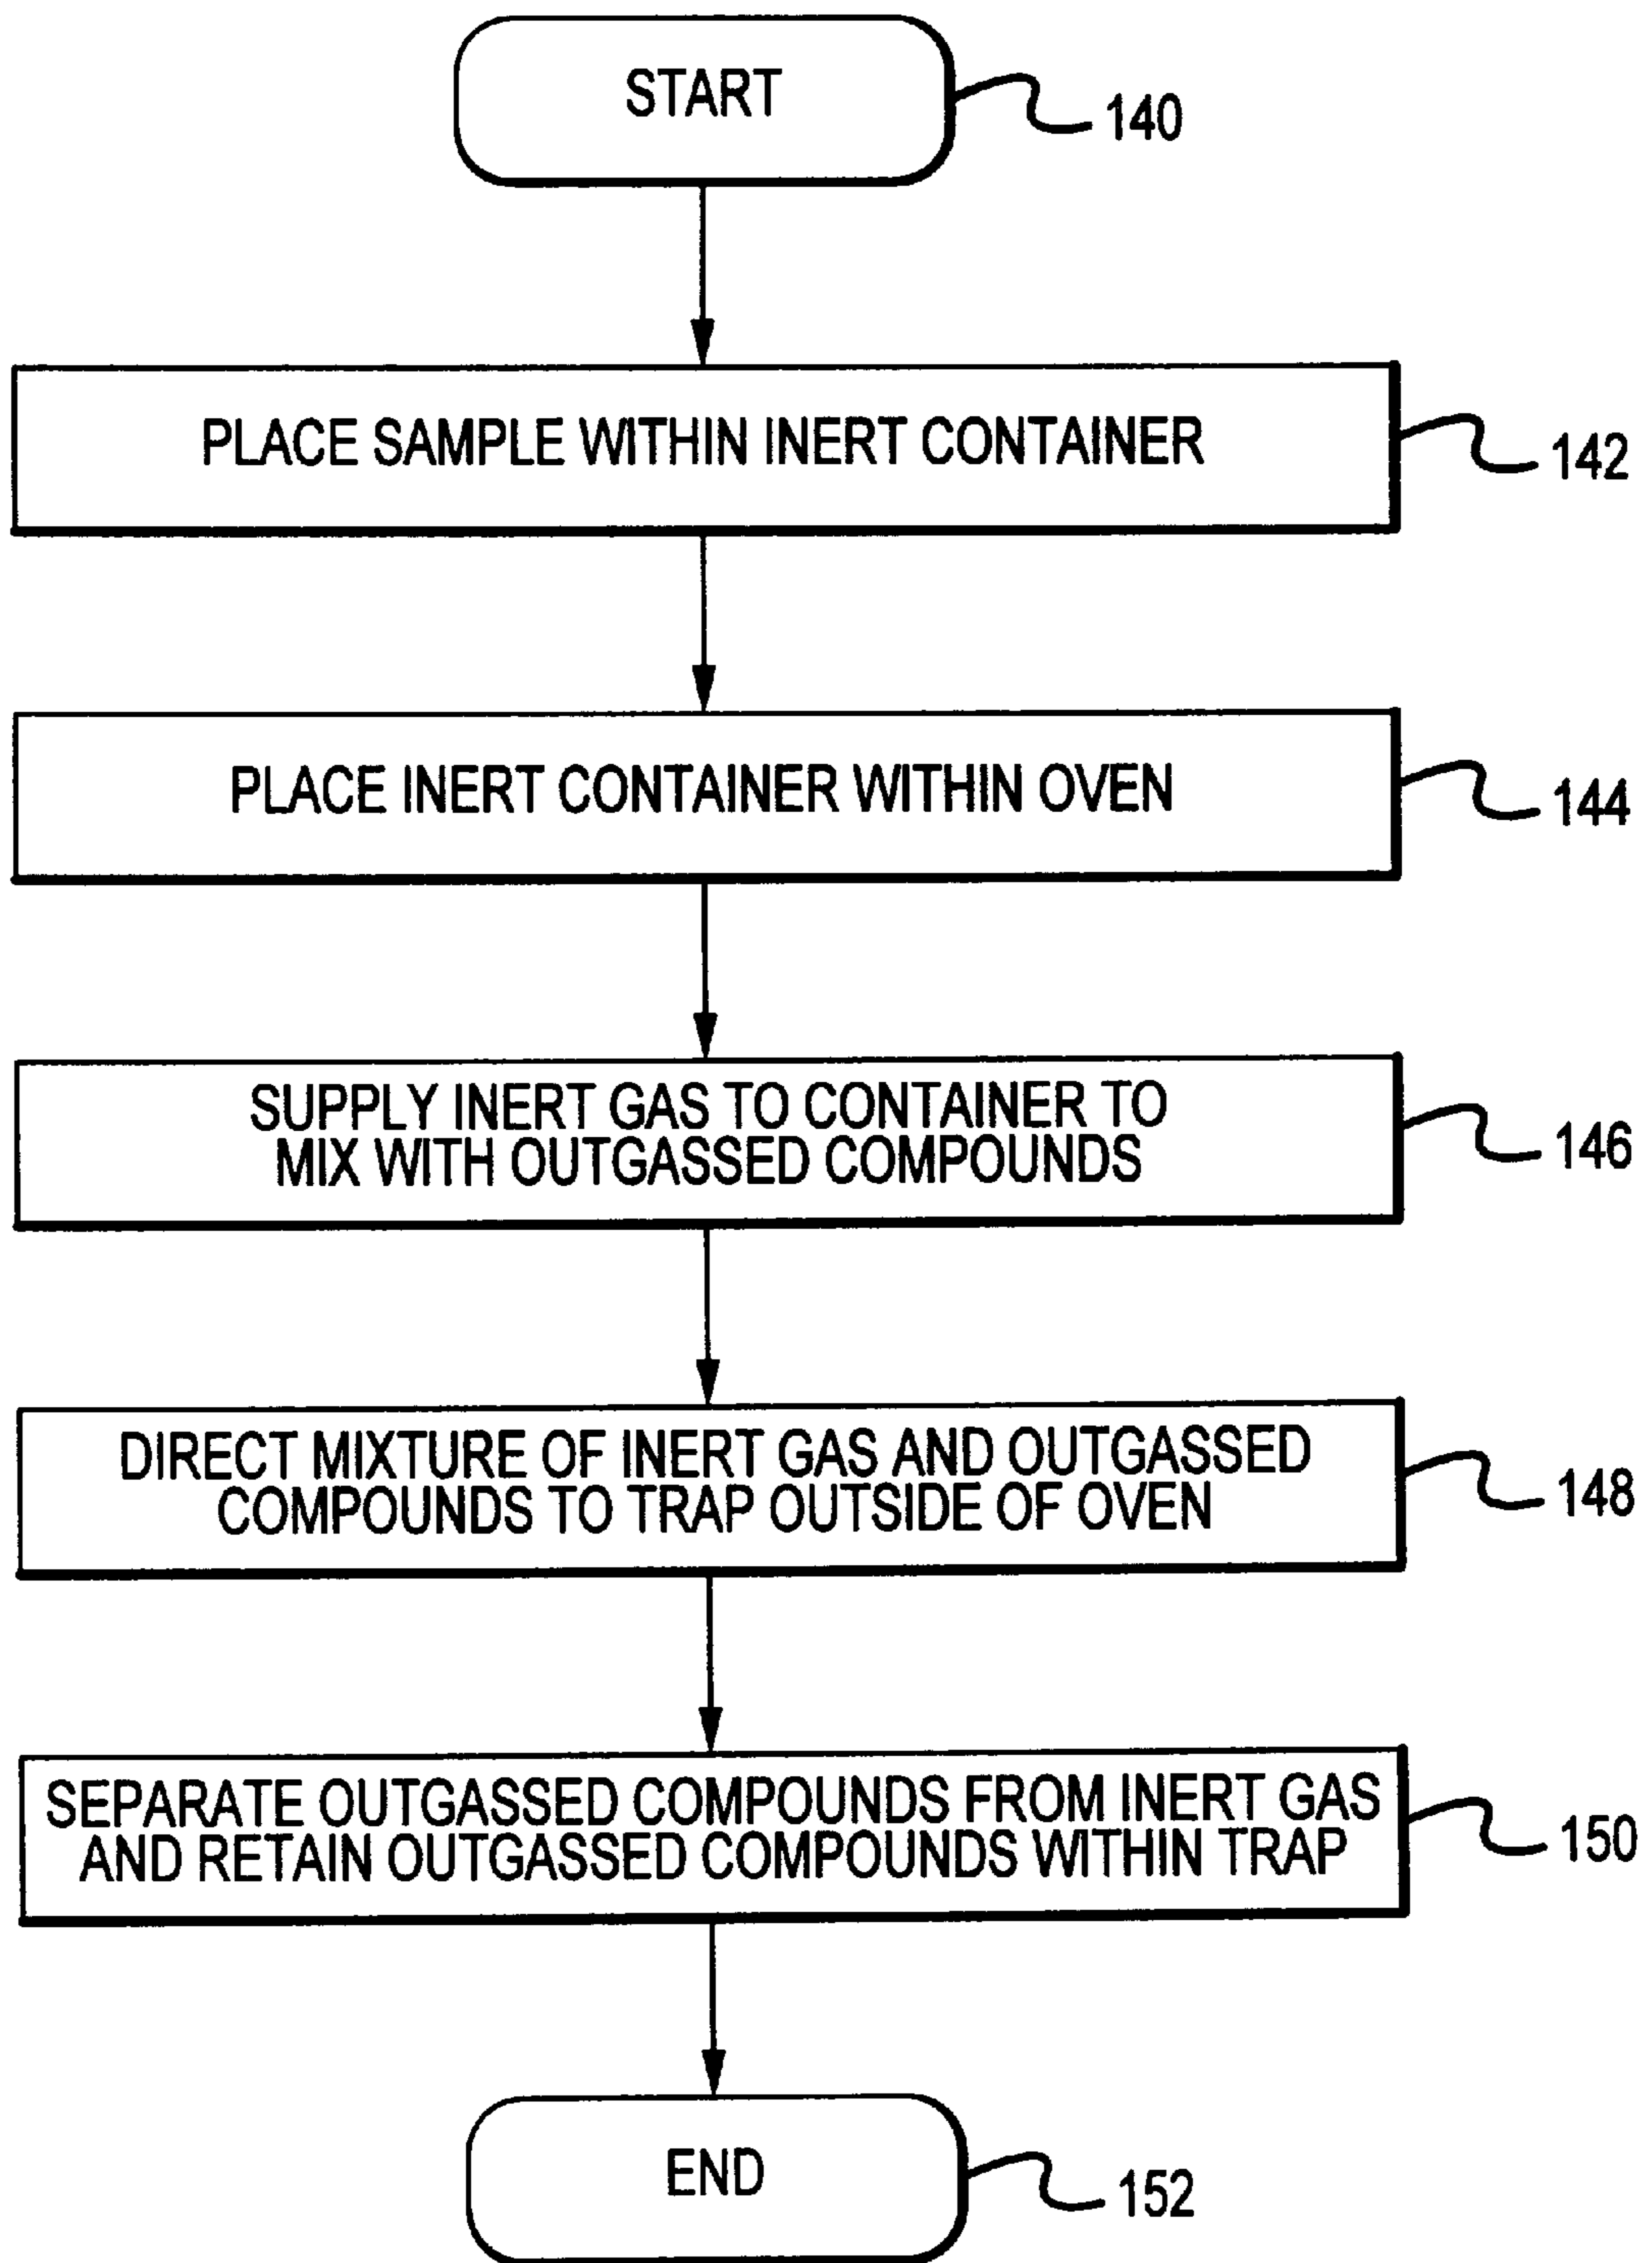 START
140
PLACE SAMPLE WITHIN INERT CONTAINER
142
PLACE INERT CONTAINER WITHIN OVEN
144
SUPPLY INERT GAS TO CONTAINER TO
MIX WITH OUTGASSED COMPOUNDS
146
DIRECT MIXTURE OF INERT GAS AND OUTGASSED
COMPOUNDS TO TRAP OUTSIDE OF OVEN
148
SEPARATE OUTGASSED COMPOUNDS FROM INERT GAS
AND RETAIN OUTGASSED COMPOUNDS WITHIN TRAP
150
END
152